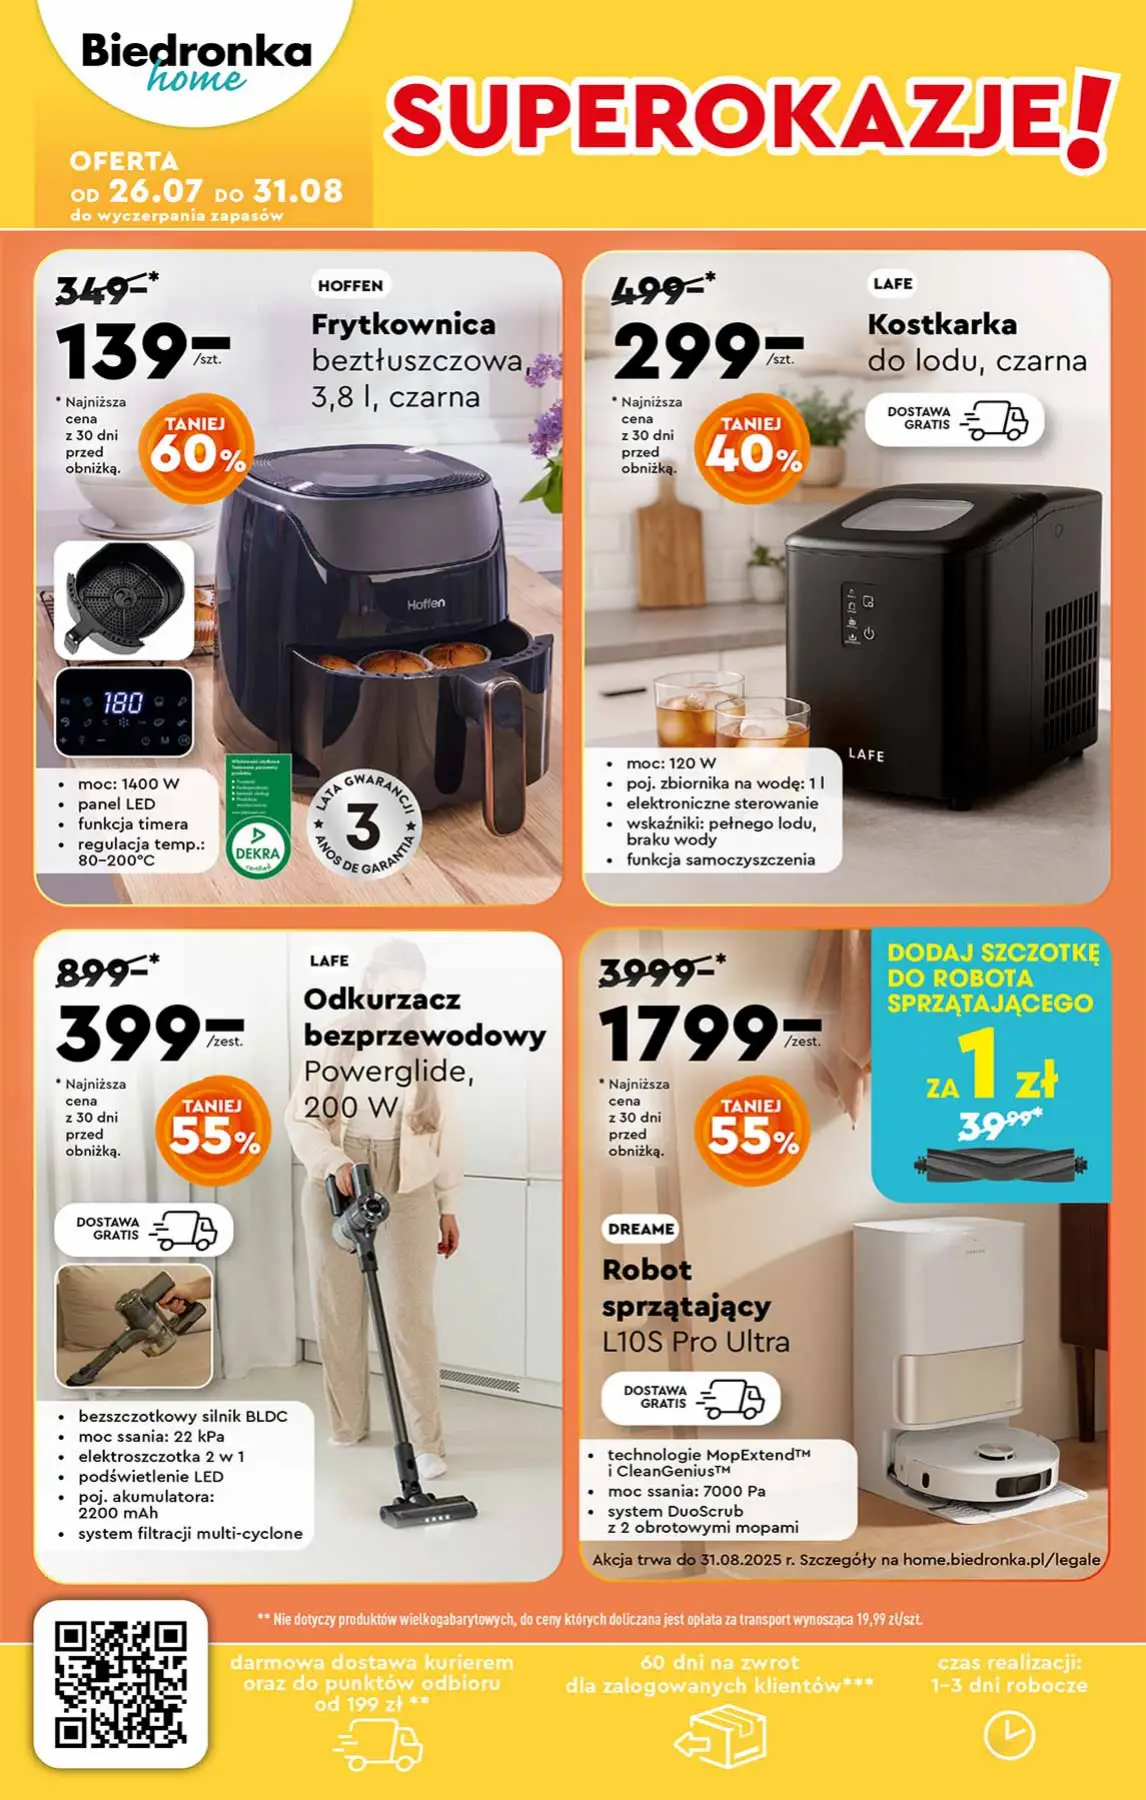 Biedronka
home
SUPEROKAZJE!
OFERTA
OD 26.07 DO 31.08
do wyczerpania zapasów
349-*
139-
/szt.
* Najniższa
cena
z 30 dni
przed
obniżką.
TANIEJ
60%
HOFFEN
Frytkownica
beztłuszczowa,
3,8 l, czarna
Hoffen
180
• moc: 1400 W
• panel LED
• funkcja timera
• regulacja temp.:
80-200°C
DEKRA
LATA GWARANCJI
3
ANOS DE GARANTIA
499-*
299-
/szt.
* Najniższa
cena
z 30 dni
przed
obniżką.
TANIEJ
40%
LAFE
Kostkarka
do lodu, czarna
DOSTAWA
GRATIS
LAFE
• moc: 120 W
• poj. zbiornika na wodę: 1 l
• elektroniczne sterowanie
• wskaźniki: pełnego lodu,
braku wody
• funkcja samoczyszczenia
899-*
399-
/zest.
* Najniższa
cena
z 30 dni
przed
obniżką.
TANIEJ
55%
LAFE
Odkurzacz
bezprzewodowy
Powerglide,
200 W
DOSTAWA
GRATIS
• bezszczotkowy silnik BLDC
• moc ssania: 22 kPa
• elektroszczotka 2 w 1
• podświetlenie LED
• poj. akumulatora:
2200 mAh
• system filtracji multi-cyclone
3999-*
1799-
/zest.
* Najniższa
cena
z 30 dni
przed
obniżką.
TANIEJ
55%
DODAJ SZCZOTKĘ
DO ROBOTA
SPRZĄTAJĄCEGO
ZA 1 zł
39 99*
DREAME
Robot
sprzątający
L10S Pro Ultra
DOSTAWA
GRATIS
• technologie MopExtend™
i CleanGenius™
• moc ssania: 7000 Pa
• system DuoScrub
z 2 obrotowymi mopami
Akcja trwa do 31.08.2025 r. Szczegóły na home.biedronka.pl/legale
** Nie dotyczy produktów wielkogabarytowych, do ceny których doliczana jest opłata za transport wynosząca 19,99 zł/szt.
darmowa dostawa kurierem
oraz do punktów odbioru
od 199 zł **
60 dni na zwrot
dla zalogowanych klientów***
czas realizacji:
1-3 dni robocze